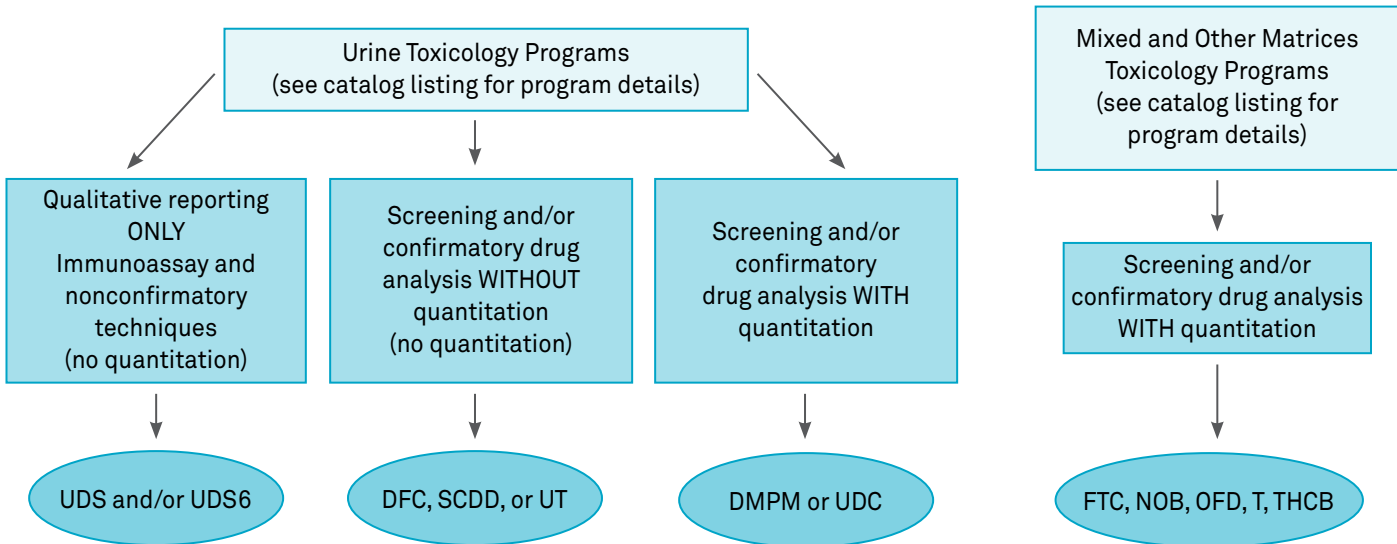 Urine Toxicology Programs
(see catalog listing for program details)
Mixed and Other Matrices
Toxicology Programs
(see catalog listing for
program details)
Qualitative reporting
ONLY
Immunoassay and
nonconfirmatory
techniques
(no quantitation)
Screening and/or
confirmatory drug
analysis WITHOUT
quantitation
(no quantitation)
Screening and/or
confirmatory
drug analysis WITH
quantitation
Screening and/or
confirmatory drug analysis
WITH quantitation
UDS and/or UDS6
DFC, SCDD, or UT
DMPM or UDC
FTC, NOB, OFD, T, THCB